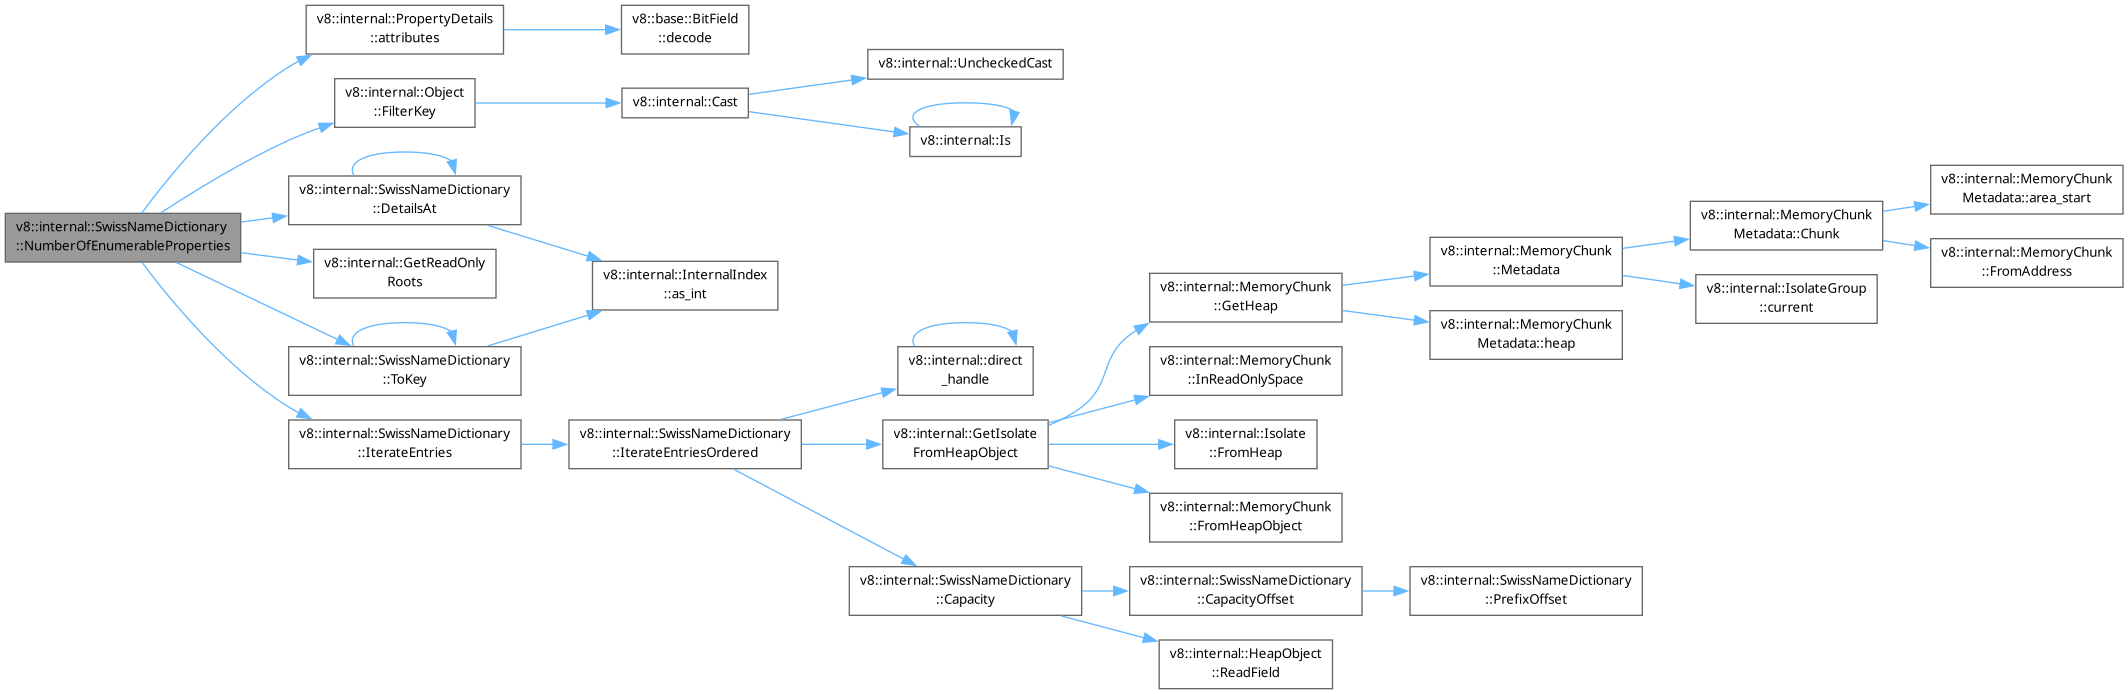 v8::internal::SwissNameDictionary
::NumberOfEnumerableProperties
v8::internal::PropertyDetails
::attributes
v8::base::BitField
::decode
v8::internal::Object
::FilterKey
v8::internal::Cast
v8::internal::UncheckedCast
v8::internal::Is
v8::internal::SwissNameDictionary
::DetailsAt
v8::internal::GetReadOnly
Roots
v8::internal::InternalIndex
::as_int
v8::internal::SwissNameDictionary
::ToKey
v8::internal::SwissNameDictionary
::IterateEntries
v8::internal::SwissNameDictionary
::IterateEntriesOrdered
v8::internal::direct
_handle
v8::internal::GetIsolate
FromHeapObject
v8::internal::MemoryChunk
::GetHeap
v8::internal::MemoryChunk
::Metadata
v8::internal::MemoryChunk
Metadata::Chunk
v8::internal::MemoryChunk
Metadata::area_start
v8::internal::MemoryChunk
::FromAddress
v8::internal::IsolateGroup
::current
v8::internal::MemoryChunk
Metadata::heap
v8::internal::MemoryChunk
::InReadOnlySpace
v8::internal::Isolate
::FromHeap
v8::internal::MemoryChunk
::FromHeapObject
v8::internal::SwissNameDictionary
::Capacity
v8::internal::SwissNameDictionary
::CapacityOffset
v8::internal::SwissNameDictionary
::PrefixOffset
v8::internal::HeapObject
::ReadField